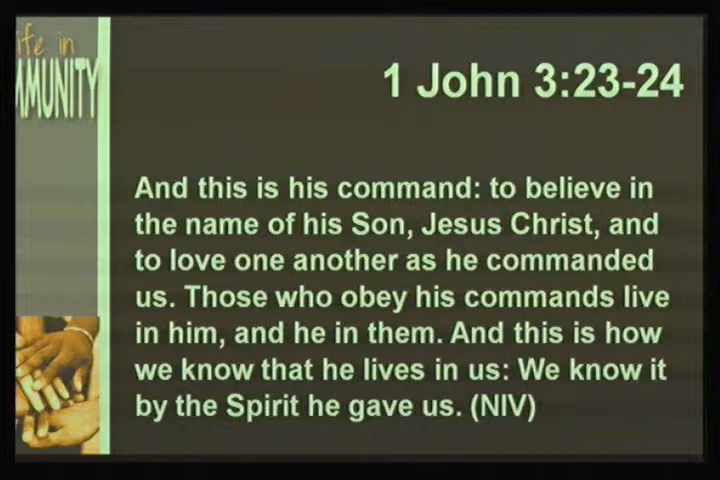 ife in
MMUNITY
1 John 3:23-24
And this is his command: to believe in
the name of his Son, Jesus Christ, and
to love one another as he commanded
us. Those who obey his commands live
in him, and he in them. And this is how
we know that he lives in us: We know it
by the Spirit he gave us. (NIV)